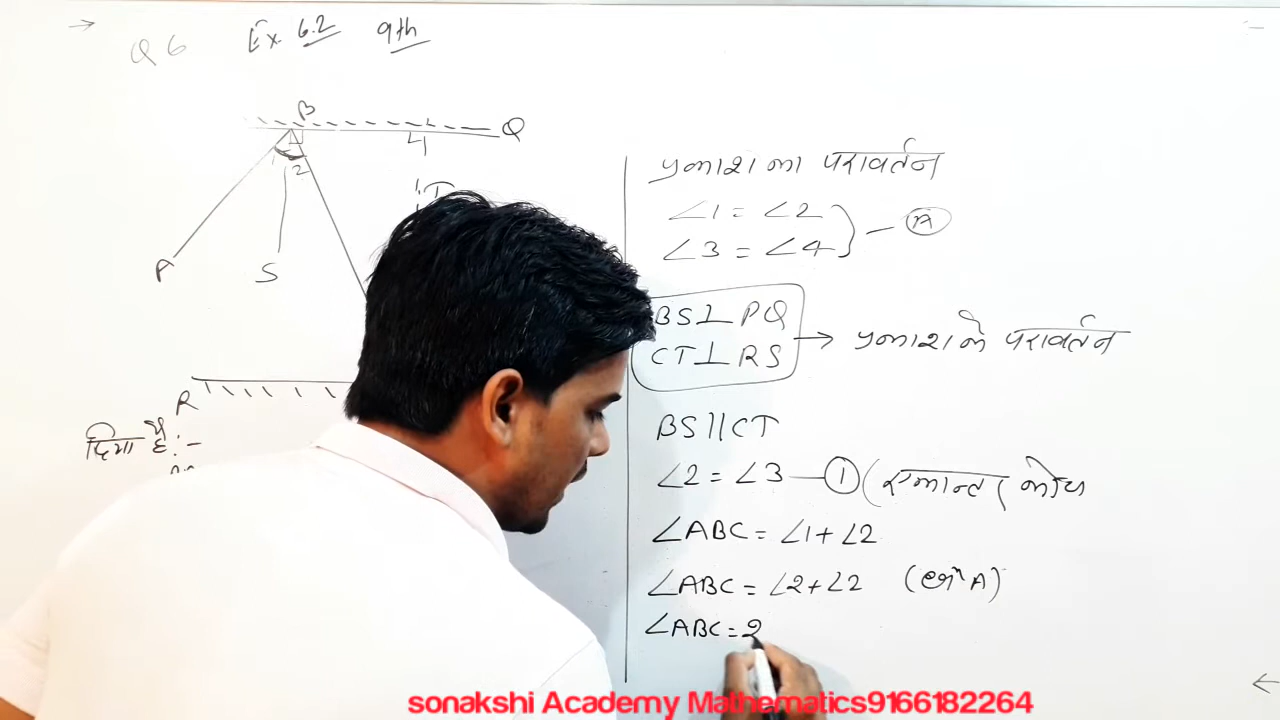 Q 6 Ex. 6.2 9th
B
Q
1
2
4
T
A
S
R
दिया है :-
प्रकाश का परावर्तन
∠1 = ∠2
∠3 = ∠4 } — (A)
BS⊥PQ
CT⊥RS → प्रकाश के परावर्तन
BS||CT
∠2 = ∠3 — (1) ( एकान्तर कोण
∠ABC = ∠1 + ∠2
∠ABC = ∠2 + ∠2 (से A)
∠ABC = 2
sonakshi Academy Mathematics9166182264